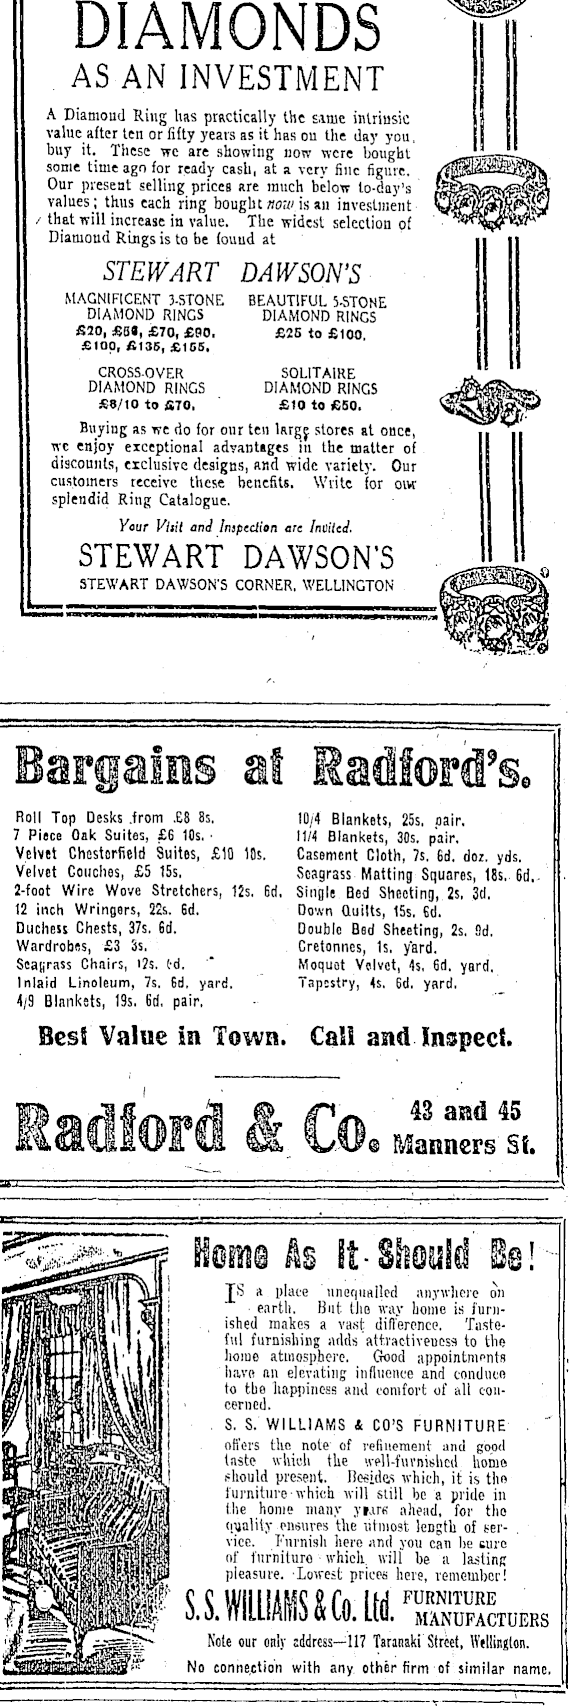 DIAMONDS
AS AN INVESTMENT
A Diamond Ring has practically the same intrinsic
value after ten or fifty years as it has on the day you
buy it. These we are showing now were bought
some time ago for ready cash, at a very fine figure.
Our present selling prices are much below to-day's
values; thus each ring bought now is an investment
that will increase in value. The widest selection of
Diamond Rings is to be found at
STEWART DAWSON'S
MAGNIFICENT 3-STONE
DIAMOND RINGS
£20, £50, £70, £90,
£100, £135, £155.
BEAUTIFUL 5-STONE
DIAMOND RINGS
£25 to £100.
CROSS-OVER
DIAMOND RINGS
£8/10 to £70.
SOLITAIRE
DIAMOND RINGS
£10 to £50.
Buying as we do for our ten large stores at once,
we enjoy exceptional advantages in the matter of
discounts, exclusive designs, and wide variety. Our
customers receive these benefits. Write for our
splendid Ring Catalogue.
Your Visit and Inspection are Invited.
STEWART DAWSON'S
STEWART DAWSON'S CORNER, WELLINGTON
Bargains at Radford's.
Roll Top Desks from £8 8s.
7 Piece Oak Suites, £6 10s.
Velvet Chesterfield Suites, £10 10s.
Velvet Couches, £5 15s.
2-foot Wire Wove Stretchers, 12s. 6d.
12 inch Wringers, 22s. 6d.
Duchess Chests, 37s. 6d.
Wardrobes, £3 3s.
Seagrass Chairs, 12s. 6d.
Inlaid Linoleum, 7s. 6d. yard.
4/9 Blankets, 19s. 6d. pair.
10/4 Blankets, 25s. pair.
11/4 Blankets, 30s. pair.
Casement Cloth, 7s. 6d. doz. yds.
Seagrass Matting Squares, 18s. 6d.
Single Bed Sheeting, 2s. 3d.
Down Quilts, 15s. 6d.
Double Bed Sheeting, 2s. 9d.
Cretonnes, 1s. yard.
Moquet Velvet, 4s. 6d. yard.
Tapestry, 4s. 6d. yard.
Best Value in Town. Call and Inspect.
Radford & Co. 43 and 45
Manners St.
Home As It Should Be!
IS a place unequalled anywhere on
earth. But the way home is furn-
ished makes a vast difference. Taste-
ful furnishing adds attractiveness to the
home atmosphere. Good appointments
have an elevating influence and conduce
to the happiness and comfort of all con-
cerned.
S. S. WILLIAMS & CO'S FURNITURE
offers the note of refinement and good
taste which the well-furnished home
should present. Besides which, it is the
furniture which will still be a pride in
the home many years ahead, for the
quality ensures the utmost length of ser-
vice. Furnish here and you can be sure
of furniture which will be a lasting
pleasure. Lowest prices here, remember!
S. S. WILLIAMS & Co. Ltd. FURNITURE
MANUFACTUERS
Note our only address—117 Taranaki Street, Wellington.
No connection with any other firm of similar name.